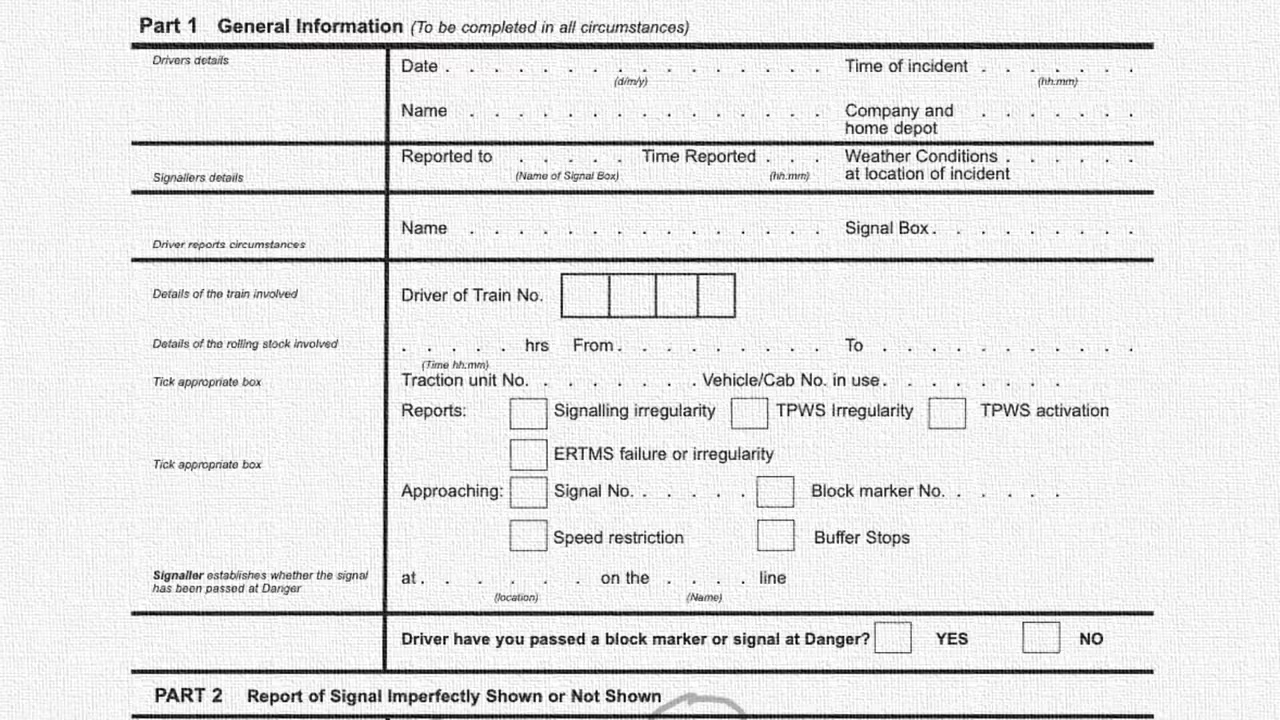 Part 1 General Information (To be completed in all circumstances)
Drivers details
Date . . . . . . . . . . . . . . . Time of incident . . . . . .
(d/m/y) (hh:mm)
Name . . . . . . . . . . . . . . . Company and . . . . . .
home depot
Reported to . . . . . Time Reported . . . Weather Conditions . . . . . .
Signallers details (Name of Signal Box) (hh:mm) at location of incident
Name . . . . . . . . . . . . . . . Signal Box . . . . . . . . .
Driver reports circumstances
Details of the train involved Driver of Train No.
Details of the rolling stock involved . . . . . hrs From . . . . . . . . . To . . . . . . . . . .
(Time hh:mm)
Tick appropriate box Traction unit No. . . . . . . . Vehicle/Cab No. in use . . . . . . . .
Reports: Signalling irregularity TPWS Irregularity TPWS activation
ERTMS failure or irregularity
Tick appropriate box
Approaching: Signal No. . . . . . Block marker No. . . . . .
Speed restriction Buffer Stops
Signaller establishes whether the signal
has been passed at Danger
at . . . . . . on the . . . . line
(location) (Name)
Driver have you passed a block marker or signal at Danger? YES NO
PART 2 Report of Signal Imperfectly Shown or Not Shown